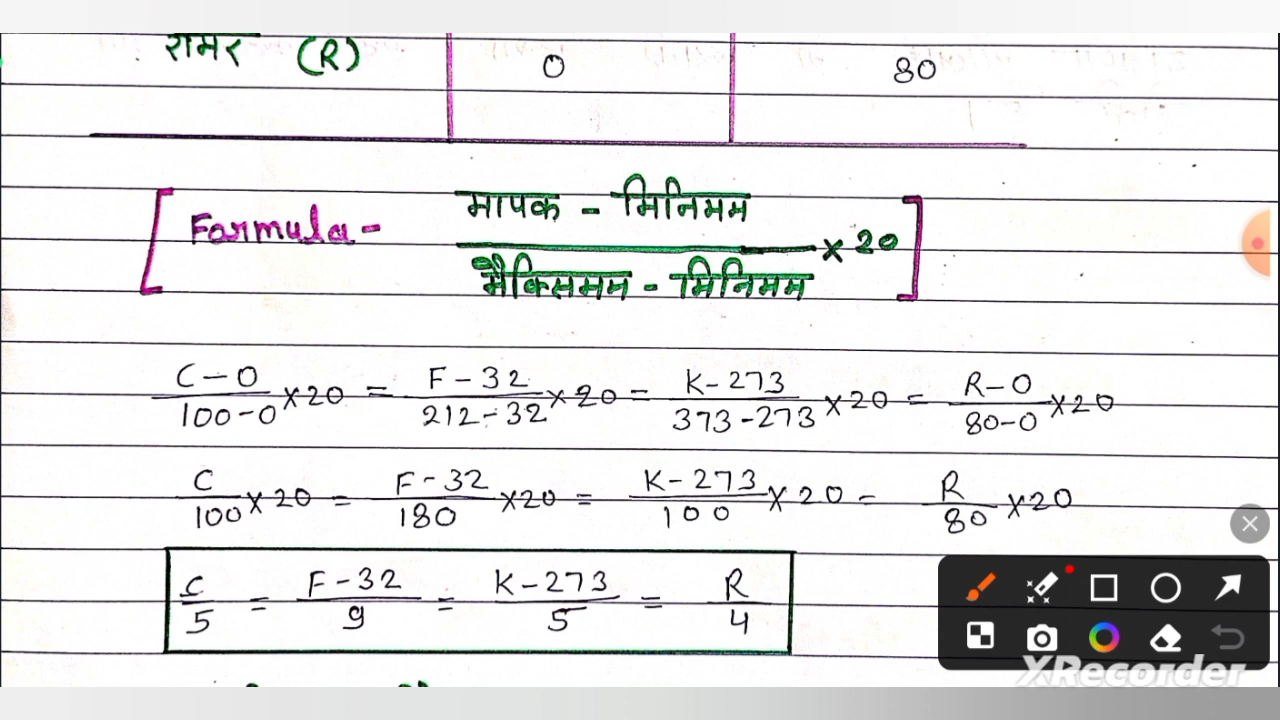 रोमर (R) 0 80
[Formula - मापक - मिनिमम / मैक्सिमम - मिनिमम × 20]
C-0/100-0 × 20 = F-32/212-32 × 20 = K-273/373-273 × 20 = R-0/80-0 × 20
C/100 × 20 = F-32/180 × 20 = K-273/100 × 20 - R/80 × 20
C/5 = F-32/9 = K-273/5 = R/4
XRecorder